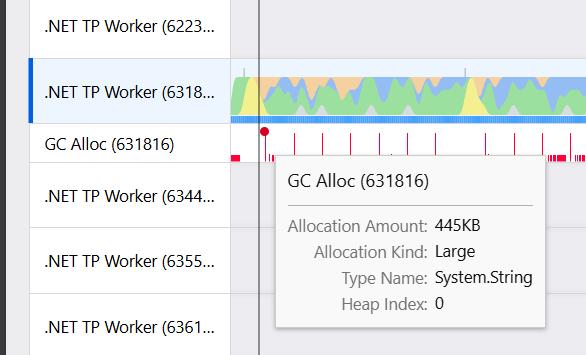 .NET TP Worker (6223...
.NET TP Worker (6318...
GC Alloc (631816)
GC Alloc (631816)
Allocation Amount: 445KB
Allocation Kind: Large
Type Name: System.String
Heap Index: 0
.NET TP Worker (6344...
.NET TP Worker (6355...
.NET TP Worker (6361...